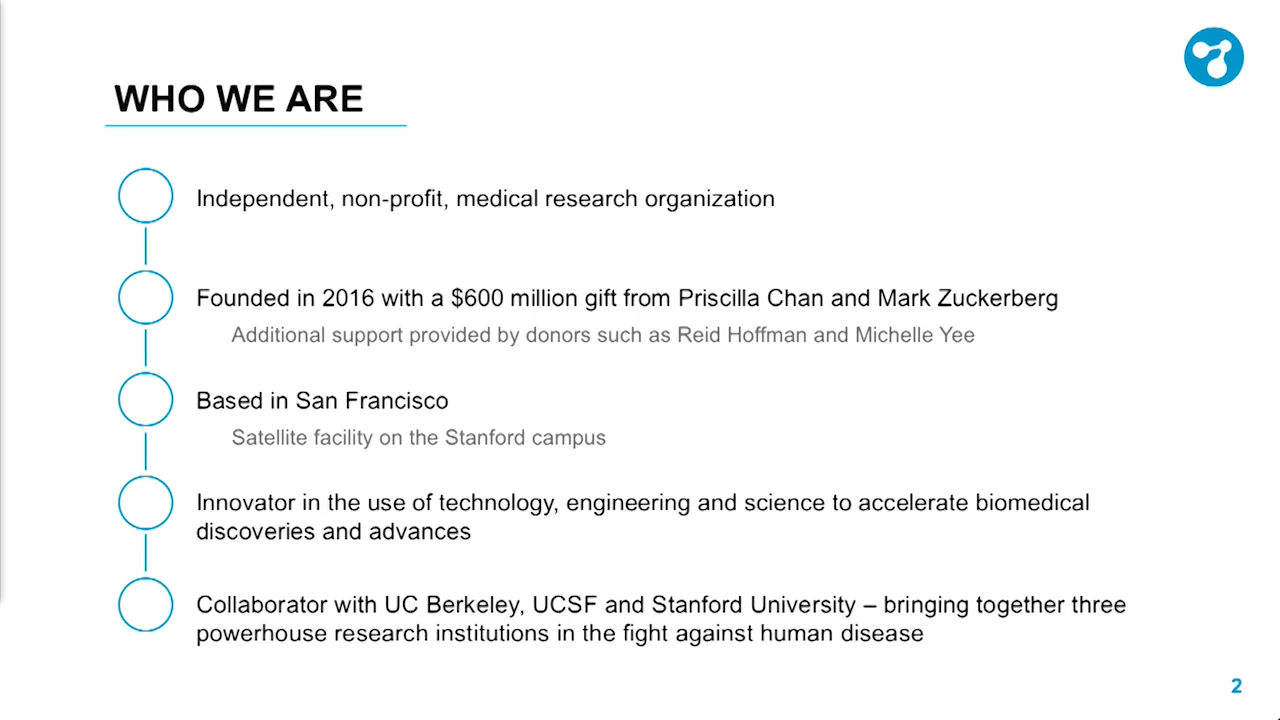 WHO WE ARE
Independent, non-profit, medical research organization
Founded in 2016 with a $600 million gift from Priscilla Chan and Mark Zuckerberg
Additional support provided by donors such as Reid Hoffman and Michelle Yee
Based in San Francisco
Satellite facility on the Stanford campus
Innovator in the use of technology, engineering and science to accelerate biomedical
discoveries and advances
Collaborator with UC Berkeley, UCSF and Stanford University – bringing together three
powerhouse research institutions in the fight against human disease
2